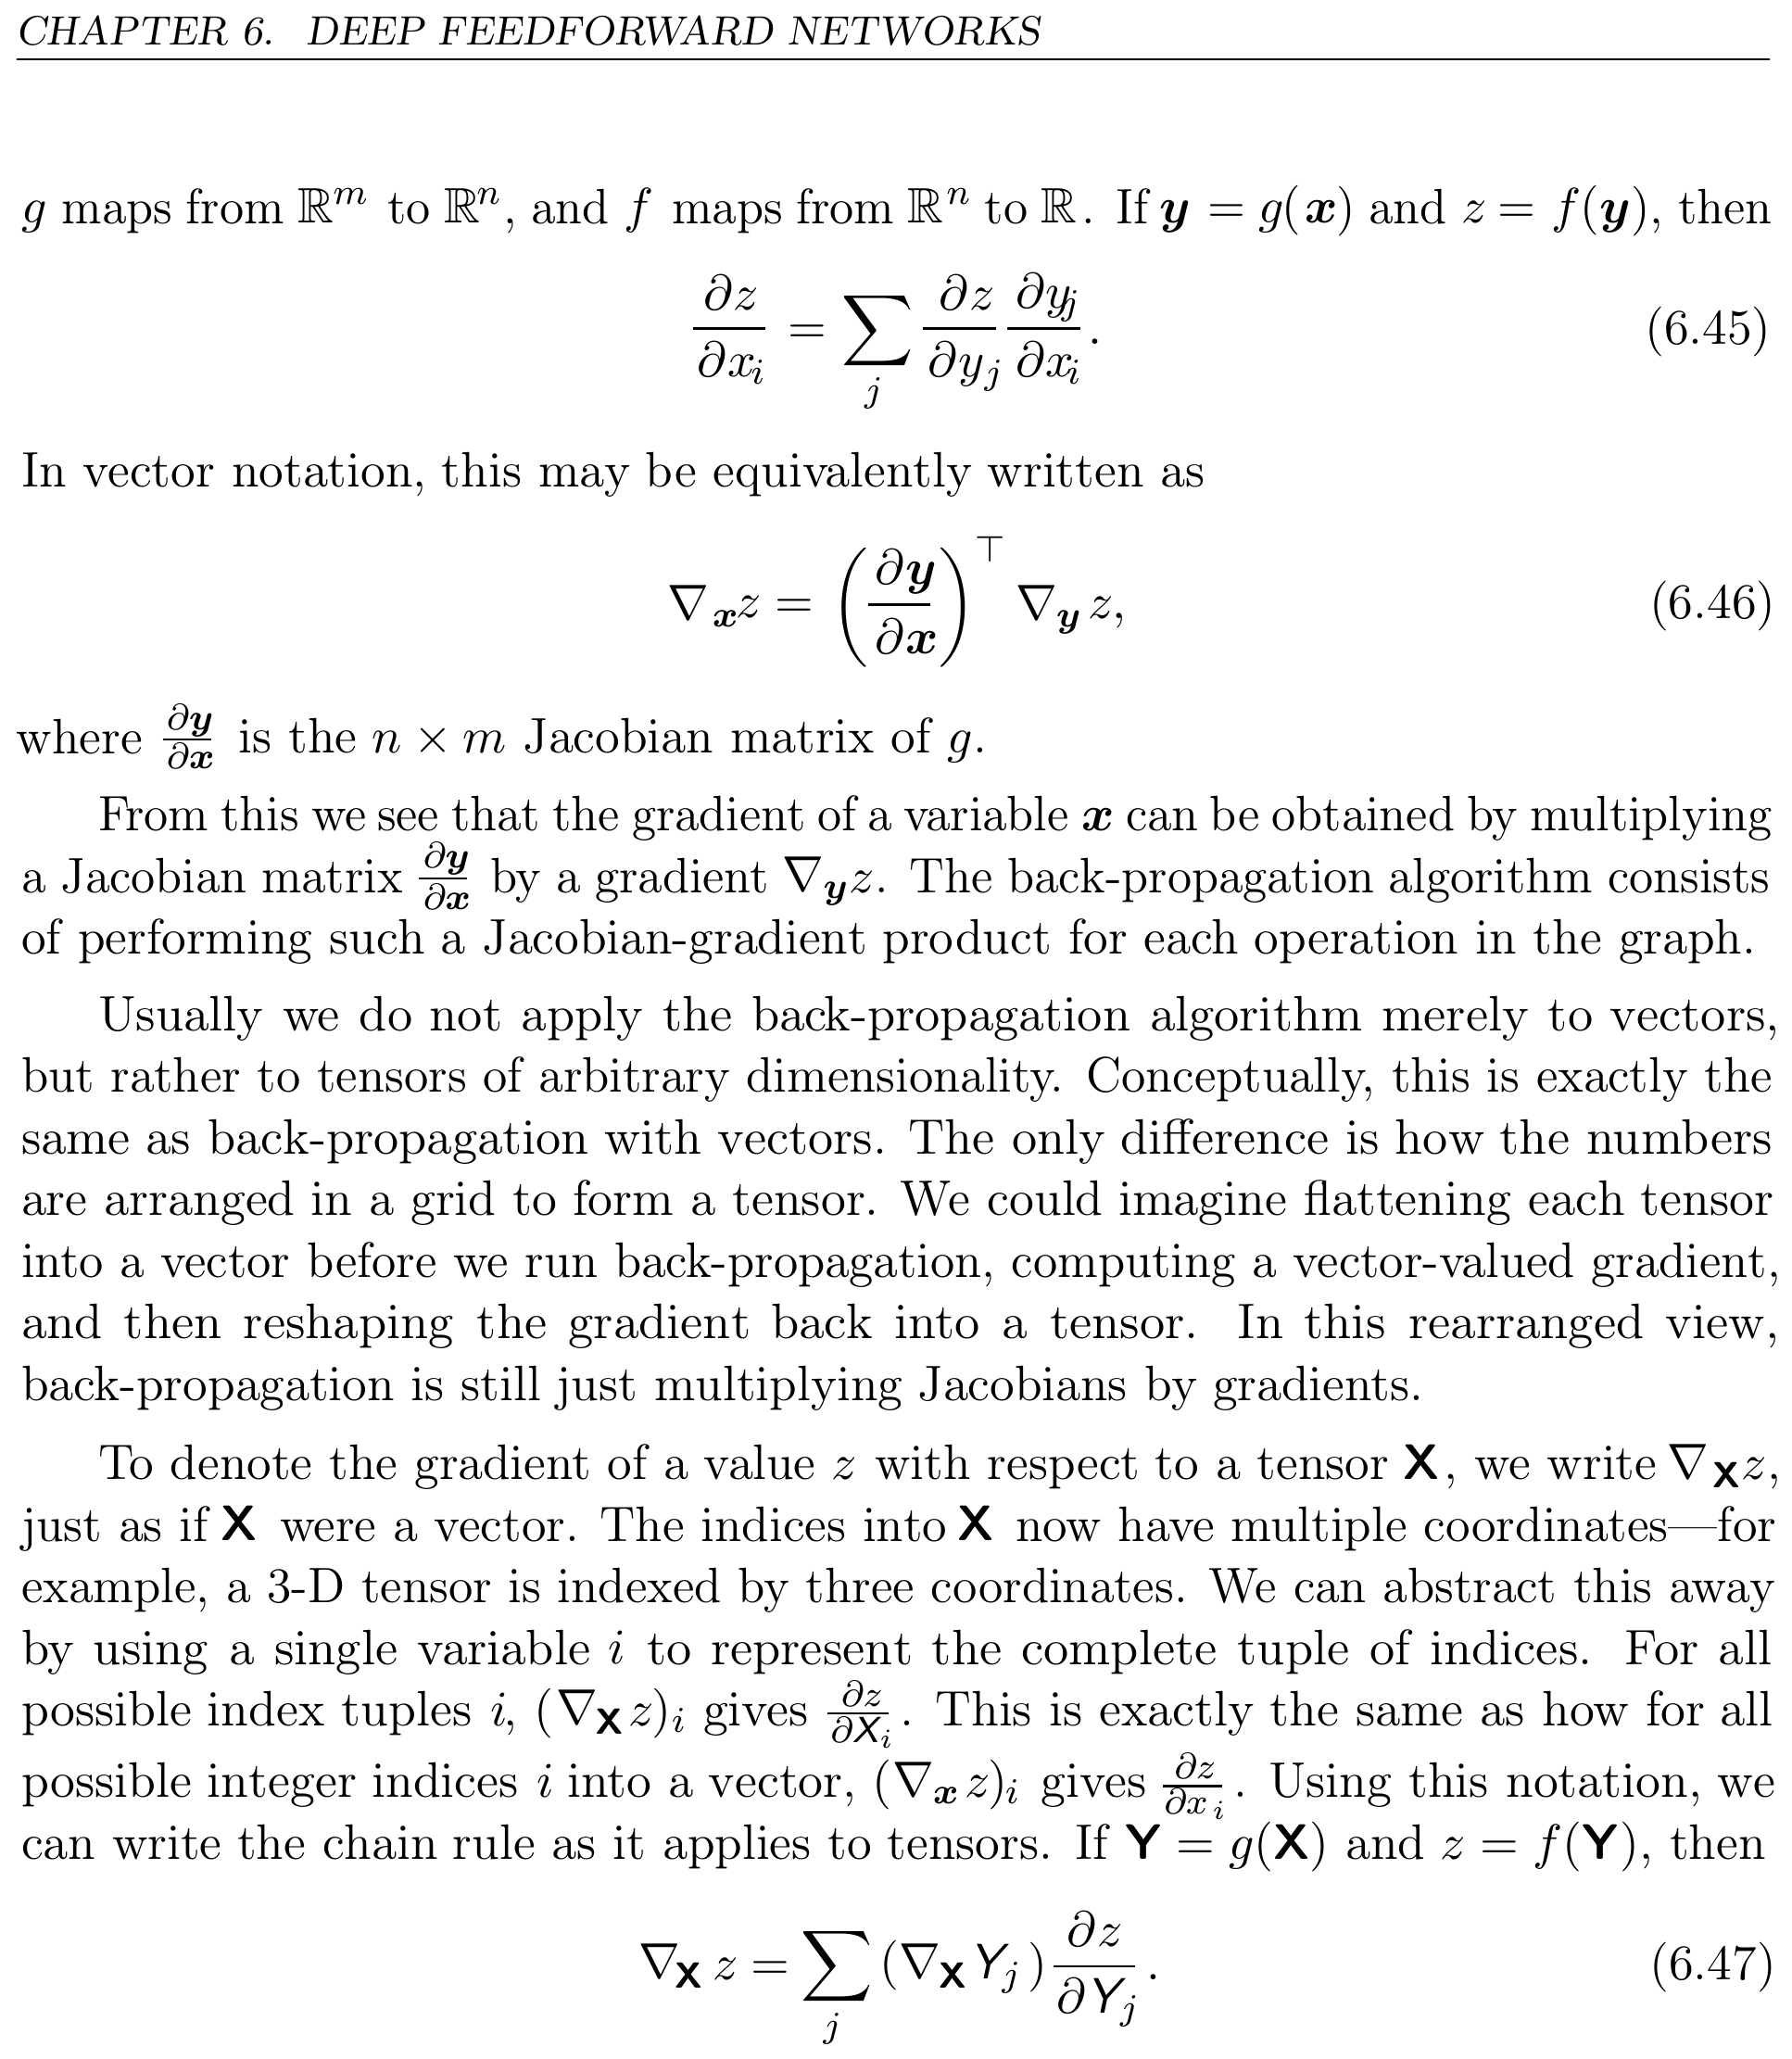 CHAPTER 6. DEEP FEEDFORWARD NETWORKS
g maps from ℝ^m to ℝ^n, and f maps from ℝ^n to ℝ. If y = g(x) and z = f(y), then
∂z/∂x_i = ∑_j ∂z/∂y_j ∂y_j/∂x_i. (6.45)
In vector notation, this may be equivalently written as
∇_x z = (∂y/∂x)^⊤ ∇_y z, (6.46)
where ∂y/∂x is the n × m Jacobian matrix of g.
From this we see that the gradient of a variable x can be obtained by multiplying
a Jacobian matrix ∂y/∂x by a gradient ∇_y z. The back-propagation algorithm consists
of performing such a Jacobian-gradient product for each operation in the graph.
Usually we do not apply the back-propagation algorithm merely to vectors,
but rather to tensors of arbitrary dimensionality. Conceptually, this is exactly the
same as back-propagation with vectors. The only difference is how the numbers
are arranged in a grid to form a tensor. We could imagine flattening each tensor
into a vector before we run back-propagation, computing a vector-valued gradient,
and then reshaping the gradient back into a tensor. In this rearranged view,
back-propagation is still just multiplying Jacobians by gradients.
To denote the gradient of a value z with respect to a tensor X, we write ∇_X z,
just as if X were a vector. The indices into X now have multiple coordinates—for
example, a 3-D tensor is indexed by three coordinates. We can abstract this away
by using a single variable i to represent the complete tuple of indices. For all
possible index tuples i, (∇_X z)_i gives ∂z/∂X_i. This is exactly the same as how for all
possible integer indices i into a vector, (∇_x z)_i gives ∂z/∂x_i. Using this notation, we
can write the chain rule as it applies to tensors. If Y = g(X) and z = f(Y), then
∇_X z = ∑_j (∇_X Y_j) ∂z/∂Y_j. (6.47)